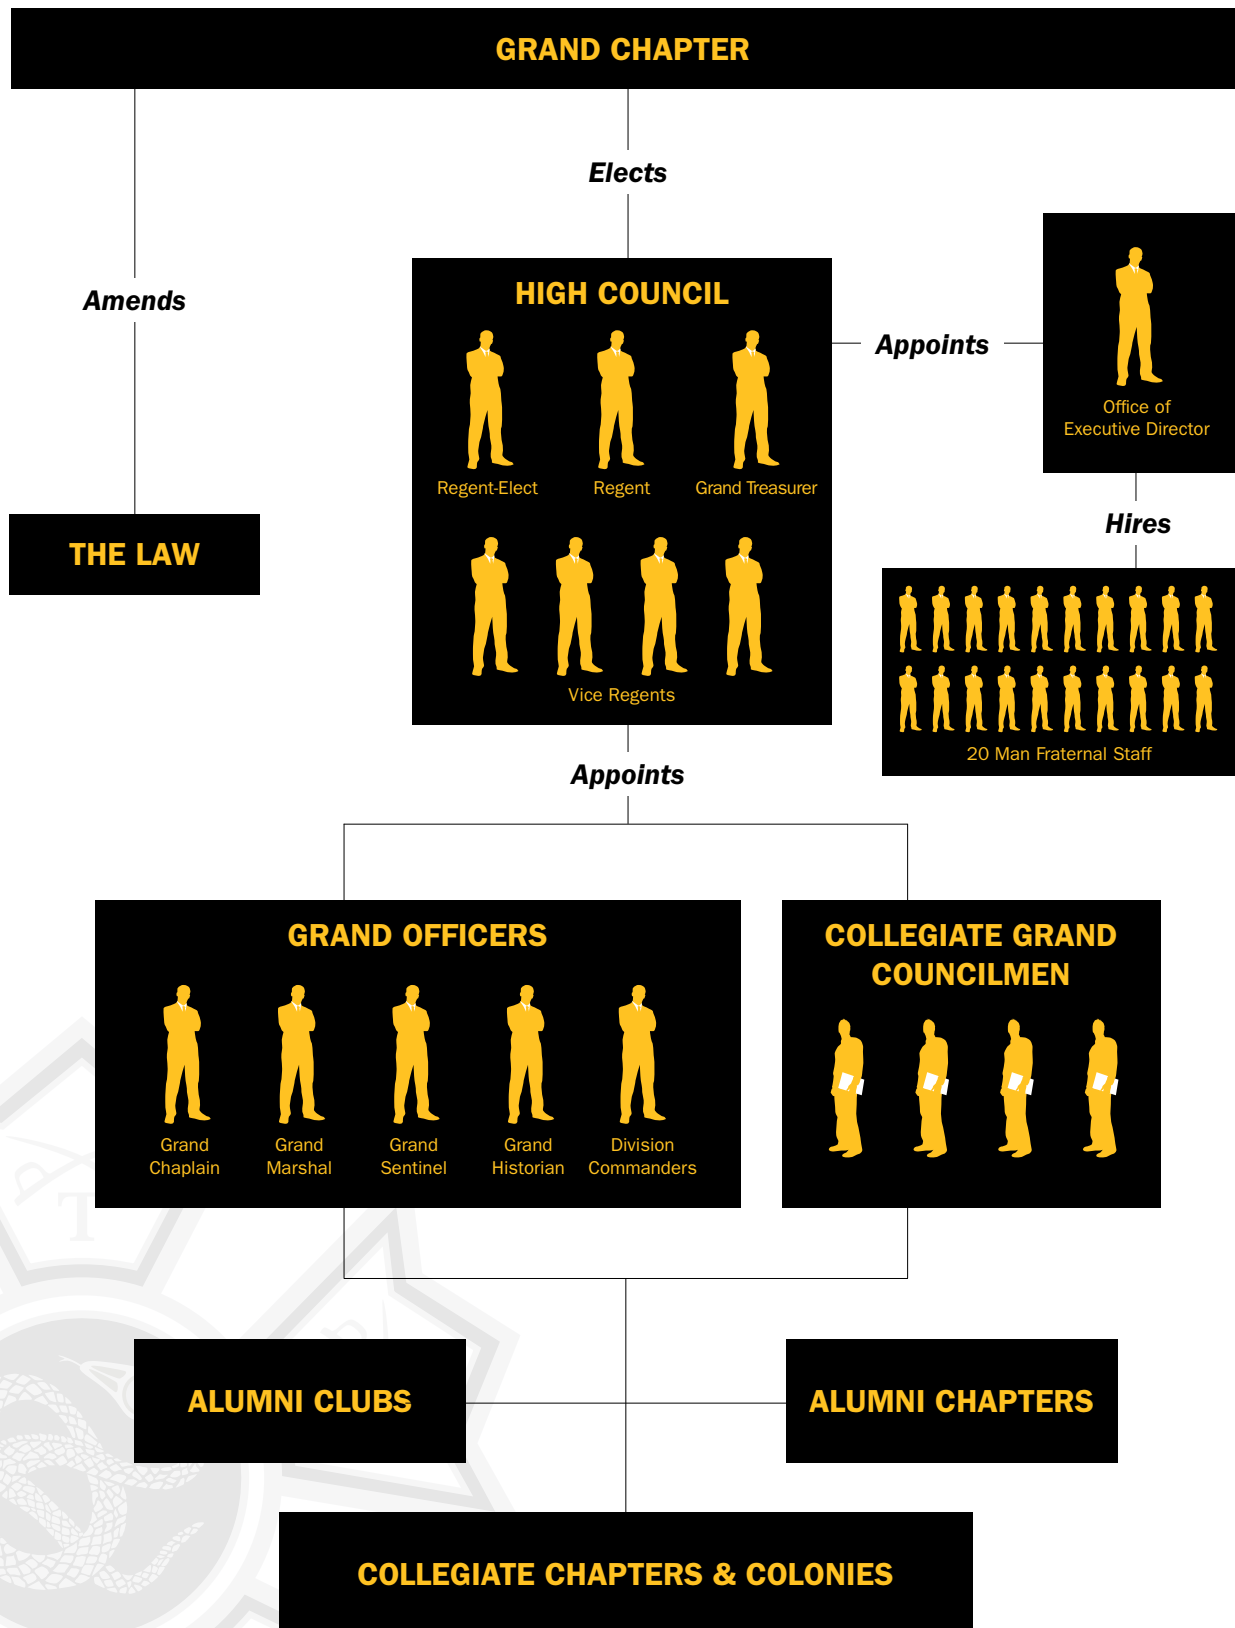 GRAND CHAPTER
Elects
Amends
HIGH COUNCIL
Appoints
Regent-Elect
Regent
Grand Treasurer
Vice Regents
Office of
Executive Director
Hires
THE LAW
20 Man Fraternal Staff
Appoints
GRAND OFFICERS
Grand
Chaplain
Grand
Marshal
Grand
Sentinel
Grand
Historian
Division
Commanders
COLLEGIATE GRAND
COUNCILMEN
T
ALUMNI CLUBS
ALUMNI CHAPTERS
COLLEGIATE CHAPTERS & COLONIES